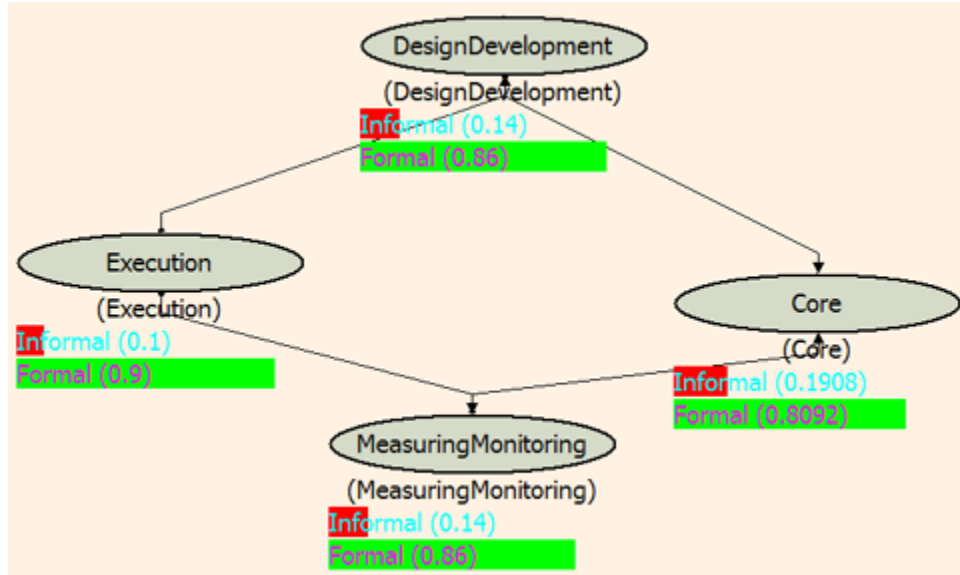 DesignDevelopment
(DesignDevelopment)
Informal (0.14)
Formal (0.86)
Execution
(Execution)
Informal (0.1)
Formal (0.9)
Core
(Core)
Informal (0.1908)
Formal (0.8092)
MeasuringMonitoring
(MeasuringMonitoring)
Informal (0.14)
Formal (0.86)